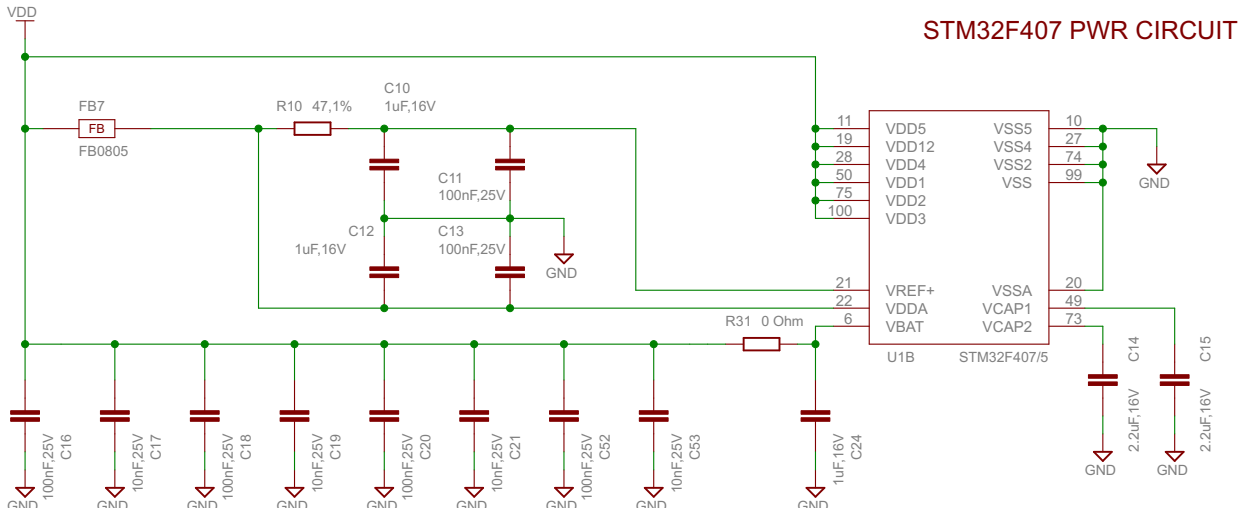 VDD
STM32F407 PWR CIRCUIT
FB7
FB
FB0805
R10 47,1%
C10
1uF,16V
C11
100nF,25V
C12
1uF,16V
C13
100nF,25V
GND
11 VDD5
19 VDD12
28 VDD4
50 VDD1
75 VDD2
100 VDD3
21 VREF+
22 VDDA
6 VBAT
VSS5 10
VSS4 27
VSS2 74
VSS 99
VSSA 20
VCAP1 49
VCAP2 73
GND
U1B STM32F407/5
R31 0 Ohm
C14
2.2uF,16V
GND
C15
2.2uF,16V
GND
100nF,25V
C16
GND
10nF,25V
C17
GND
100nF,25V
C18
GND
10nF,25V
C19
GND
100nF,25V
C20
GND
10nF,25V
C21
GND
100nF,25V
C52
GND
10nF,25V
C53
GND
1uF,16V
C24
GND